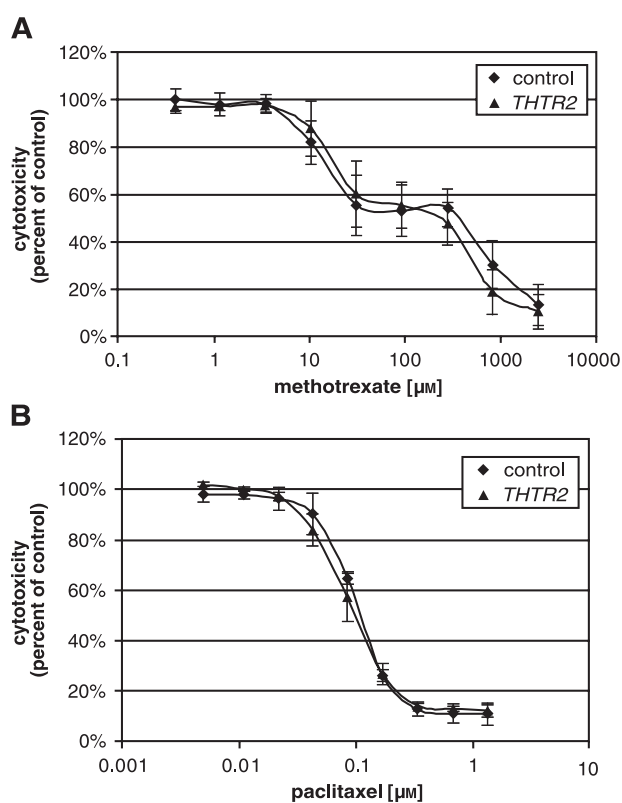 A
120%
100%
80%
60%
40%
20%
0%
cytotoxicity
(percent of control)
control
THTR2
0.1 1 10 100 1000 10000
methotrexate [µM]
B
120%
100%
80%
60%
40%
20%
0%
cytotoxicity
(percent of control)
control
THTR2
0.001 0.01 0.1 1 10
paclitaxel [µM]